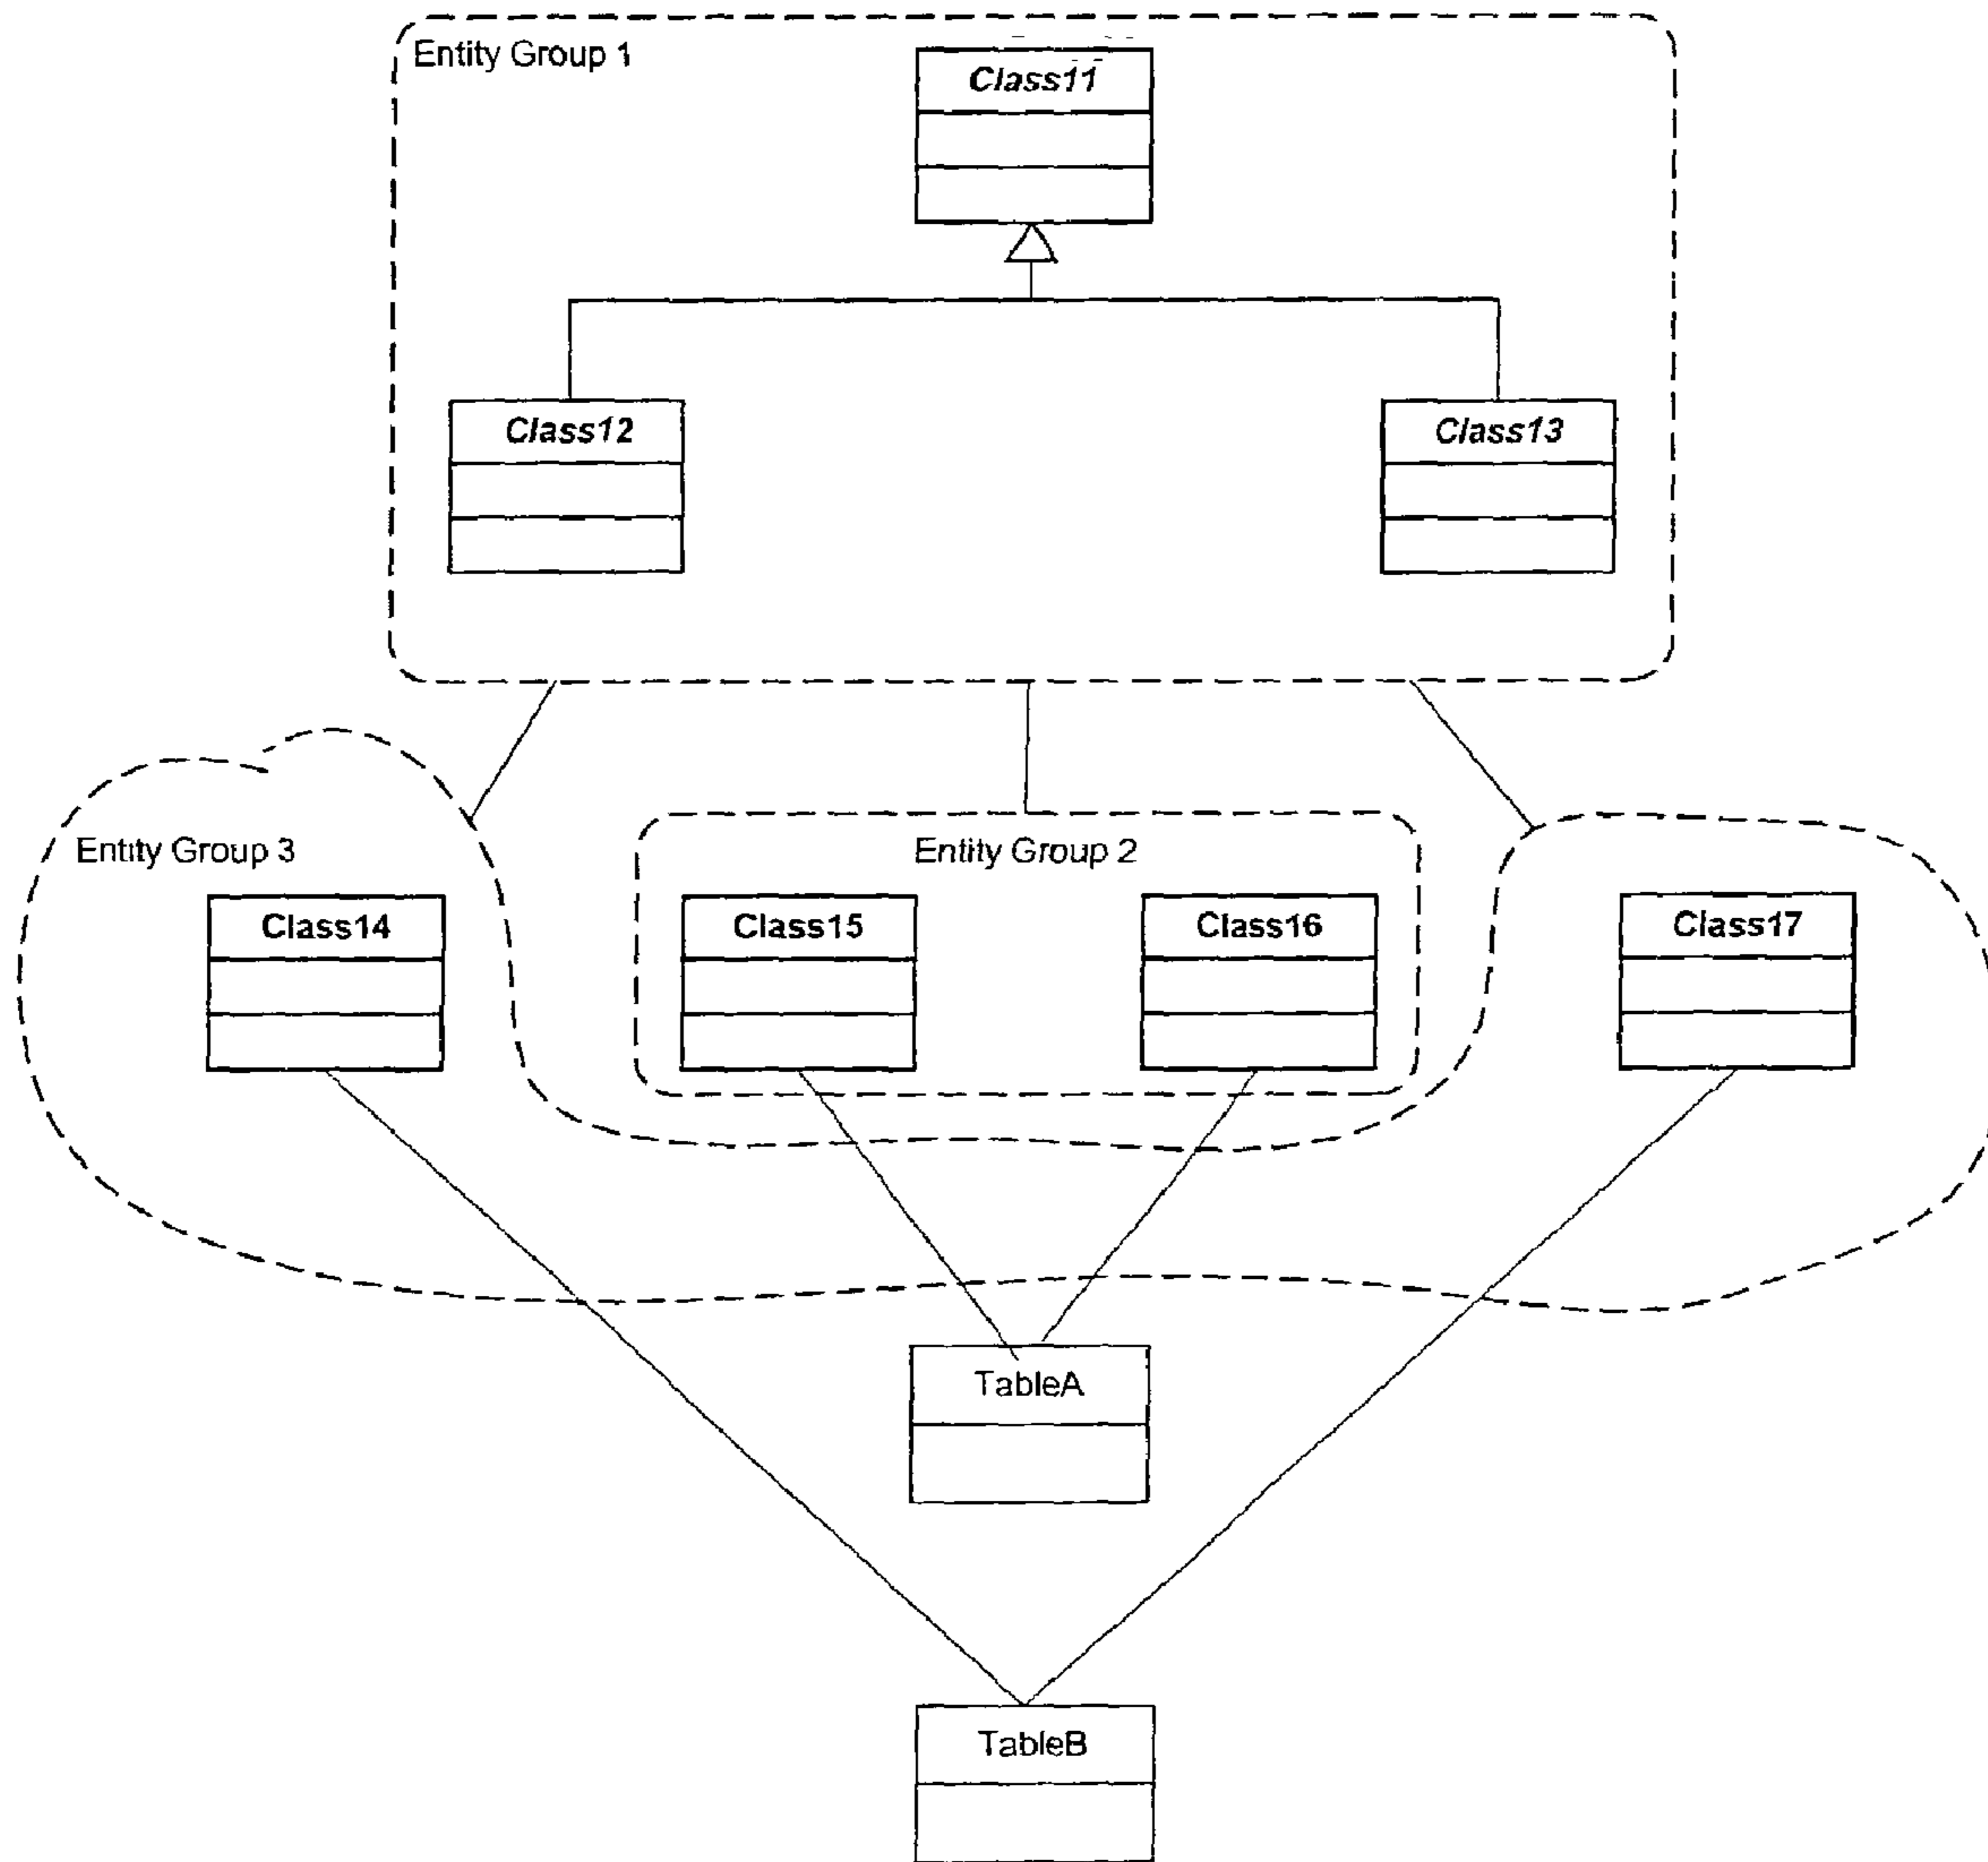 Entity Group 1
Class11
Class12
Class13
Entity Group 3
Entity Group 2
Class14
Class15
Class16
Class17
TableA
TableB